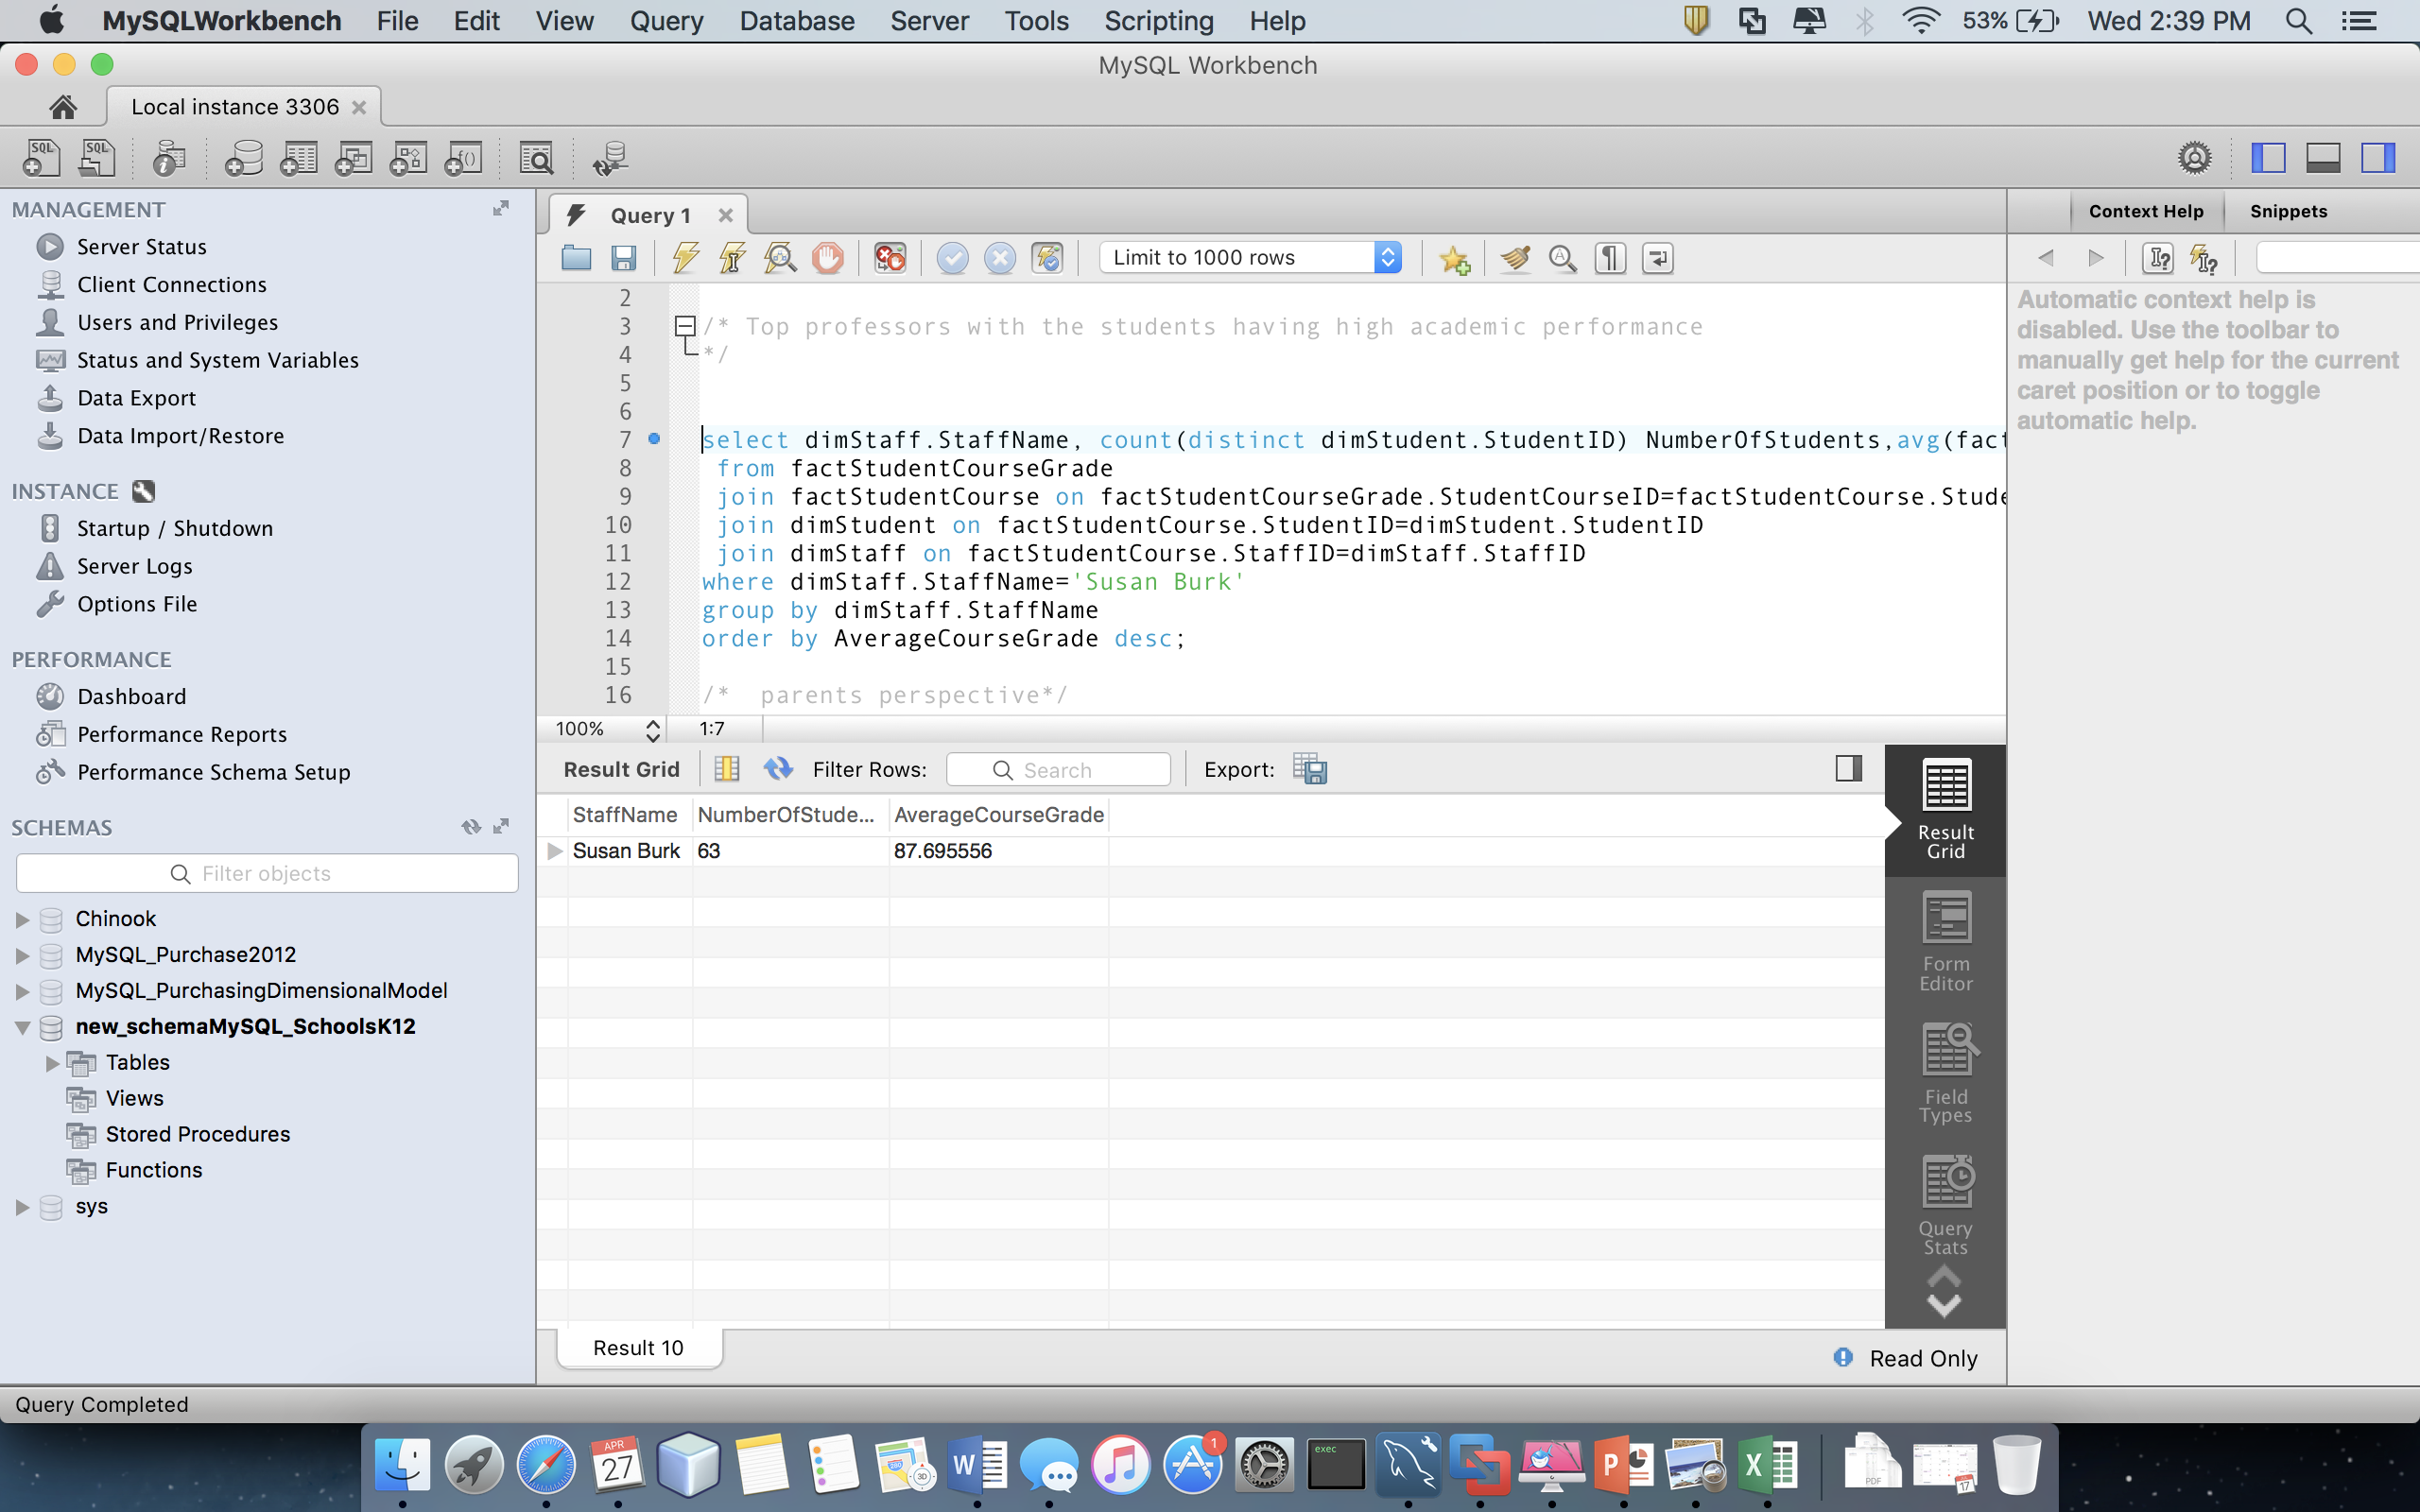 MySQLWorkbench File Edit View Query Database Server Tools Scripting Help 53% Wed 2:39 PM
MySQL Workbench
Local instance 3306
SQL SQL
MANAGEMENT
Server Status
Client Connections
Users and Privileges
Status and System Variables
Data Export
Data Import/Restore
INSTANCE
Startup / Shutdown
Server Logs
Options File
PERFORMANCE
Dashboard
Performance Reports
Performance Schema Setup
SCHEMAS
Filter objects
Chinook
MySQL_Purchase2012
MySQL_PurchasingDimensionalModel
new_schemaMySQL_SchoolsK12
Tables
Views
Stored Procedures
Functions
sys
Query 1
Limit to 1000 rows
2
3 /* Top professors with the students having high academic performance
4 */
5
6
7 select dimStaff.StaffName, count(distinct dimStudent.StudentID) NumberOfStudents,avg(fact
8 from factStudentCourseGrade
9 join factStudentCourse on factStudentCourseGrade.StudentCourseID=factStudentCourse.Stude
10 join dimStudent on factStudentCourse.StudentID=dimStudent.StudentID
11 join dimStaff on factStudentCourse.StaffID=dimStaff.StaffID
12 where dimStaff.StaffName='Susan Burk'
13 group by dimStaff.StaffName
14 order by AverageCourseGrade desc;
15
16 /* parents perspective*/
100% 1:7
Result Grid Filter Rows: Search Export:
StaffName NumberOfStude... AverageCourseGrade
Susan Burk 63 87.695556
Result
Grid
Form
Editor
Field
Types
Query
Stats
Result 10
Read Only
Context Help Snippets
Automatic context help is
disabled. Use the toolbar to
manually get help for the current
caret position or to toggle
automatic help.
Query Completed
APR
27
3D
W
1
exec
P
X
PDF
17